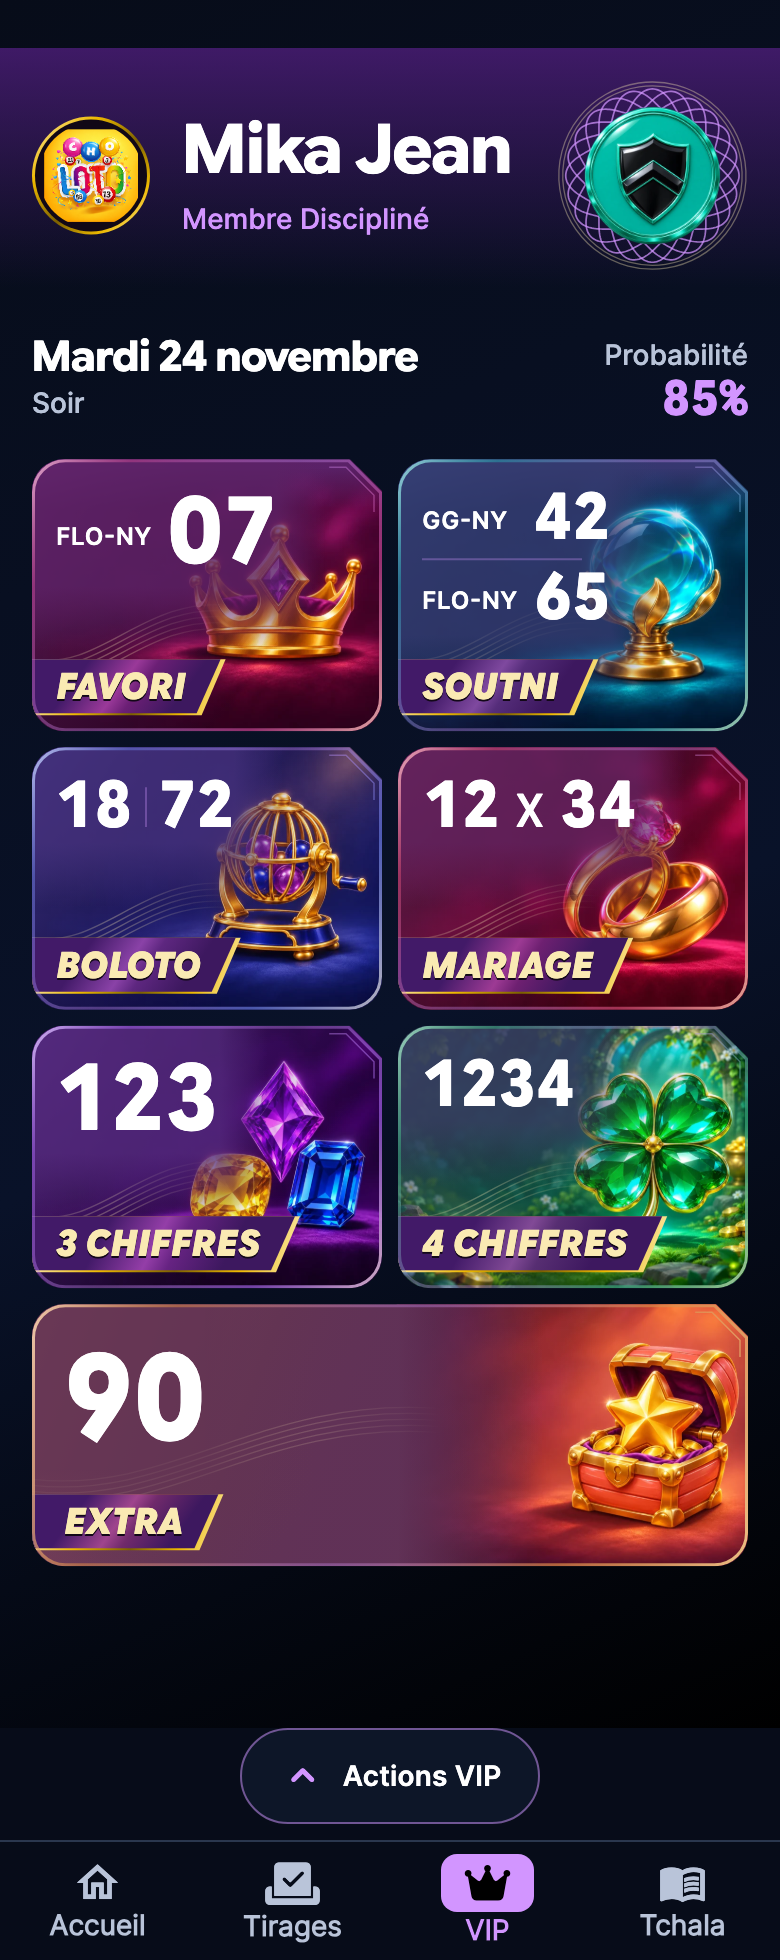 CHO
LOTO
Mika Jean
Membre Discipliné
Mardi 24 novembre
Soir
Probabilité
85%
FLO-NY 07
FAVORI
GG-NY 42
FLO-NY 65
SOUTNI
18 72
BOLOTO
12 x 34
MARIAGE
123
3 CHIFFRES
1234
4 CHIFFRES
90
EXTRA
Actions VIP
Accueil
Tirages
VIP
Tchala